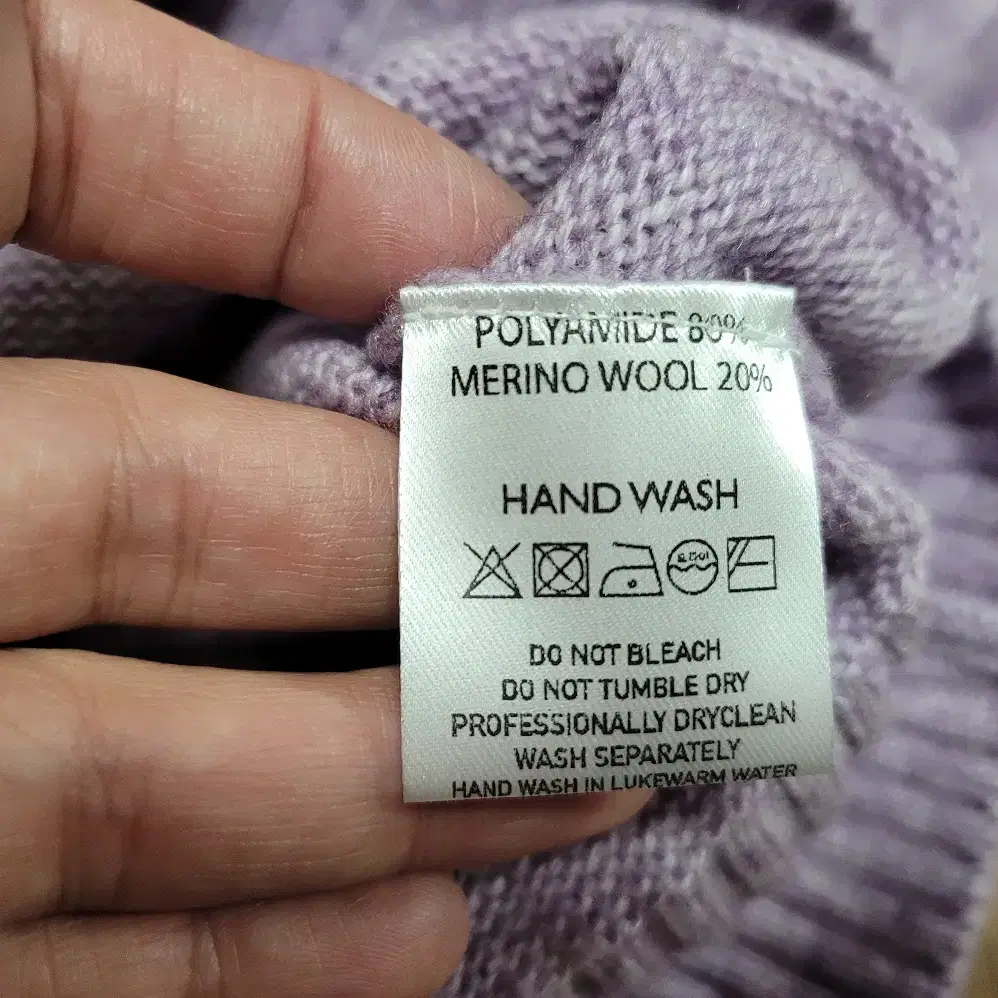 POLYAMIDE 80%
MERINO WOOL 20%
HAND WASH
DO NOT BLEACH
DO NOT TUMBLE DRY
PROFESSIONALLY DRYCLEAN
WASH SEPARATELY
HAND WASH IN LUKEWARM WATER